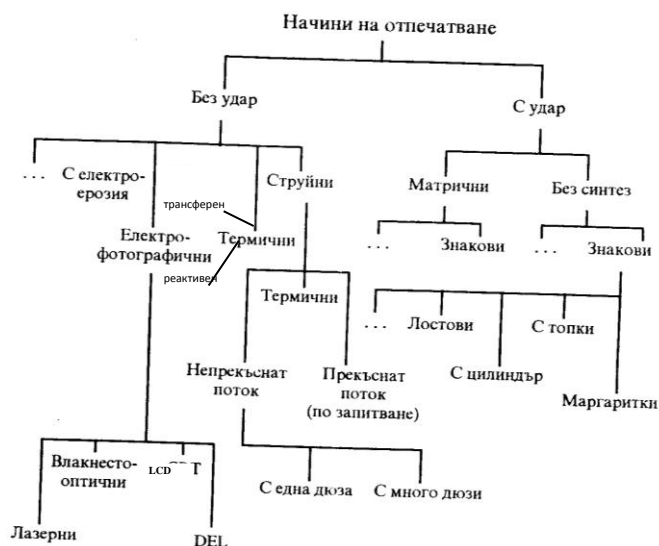 Начини на отпечатване
Без удар
С удар
... С електро-
ерозия
Струйни
Матрични
Без синтез
трансферен
Електро-
фотографични
Термични
... Знакови
... Знакови
реактивен
Термични
... Лостови
С топки
Непрекъснат
поток
Прекъснат
поток
(по запитване)
С цилиндър
Маргаритки
Влакнесто-
оптични
LCD
С една дюза
С много дюзи
Лазерни
DEL